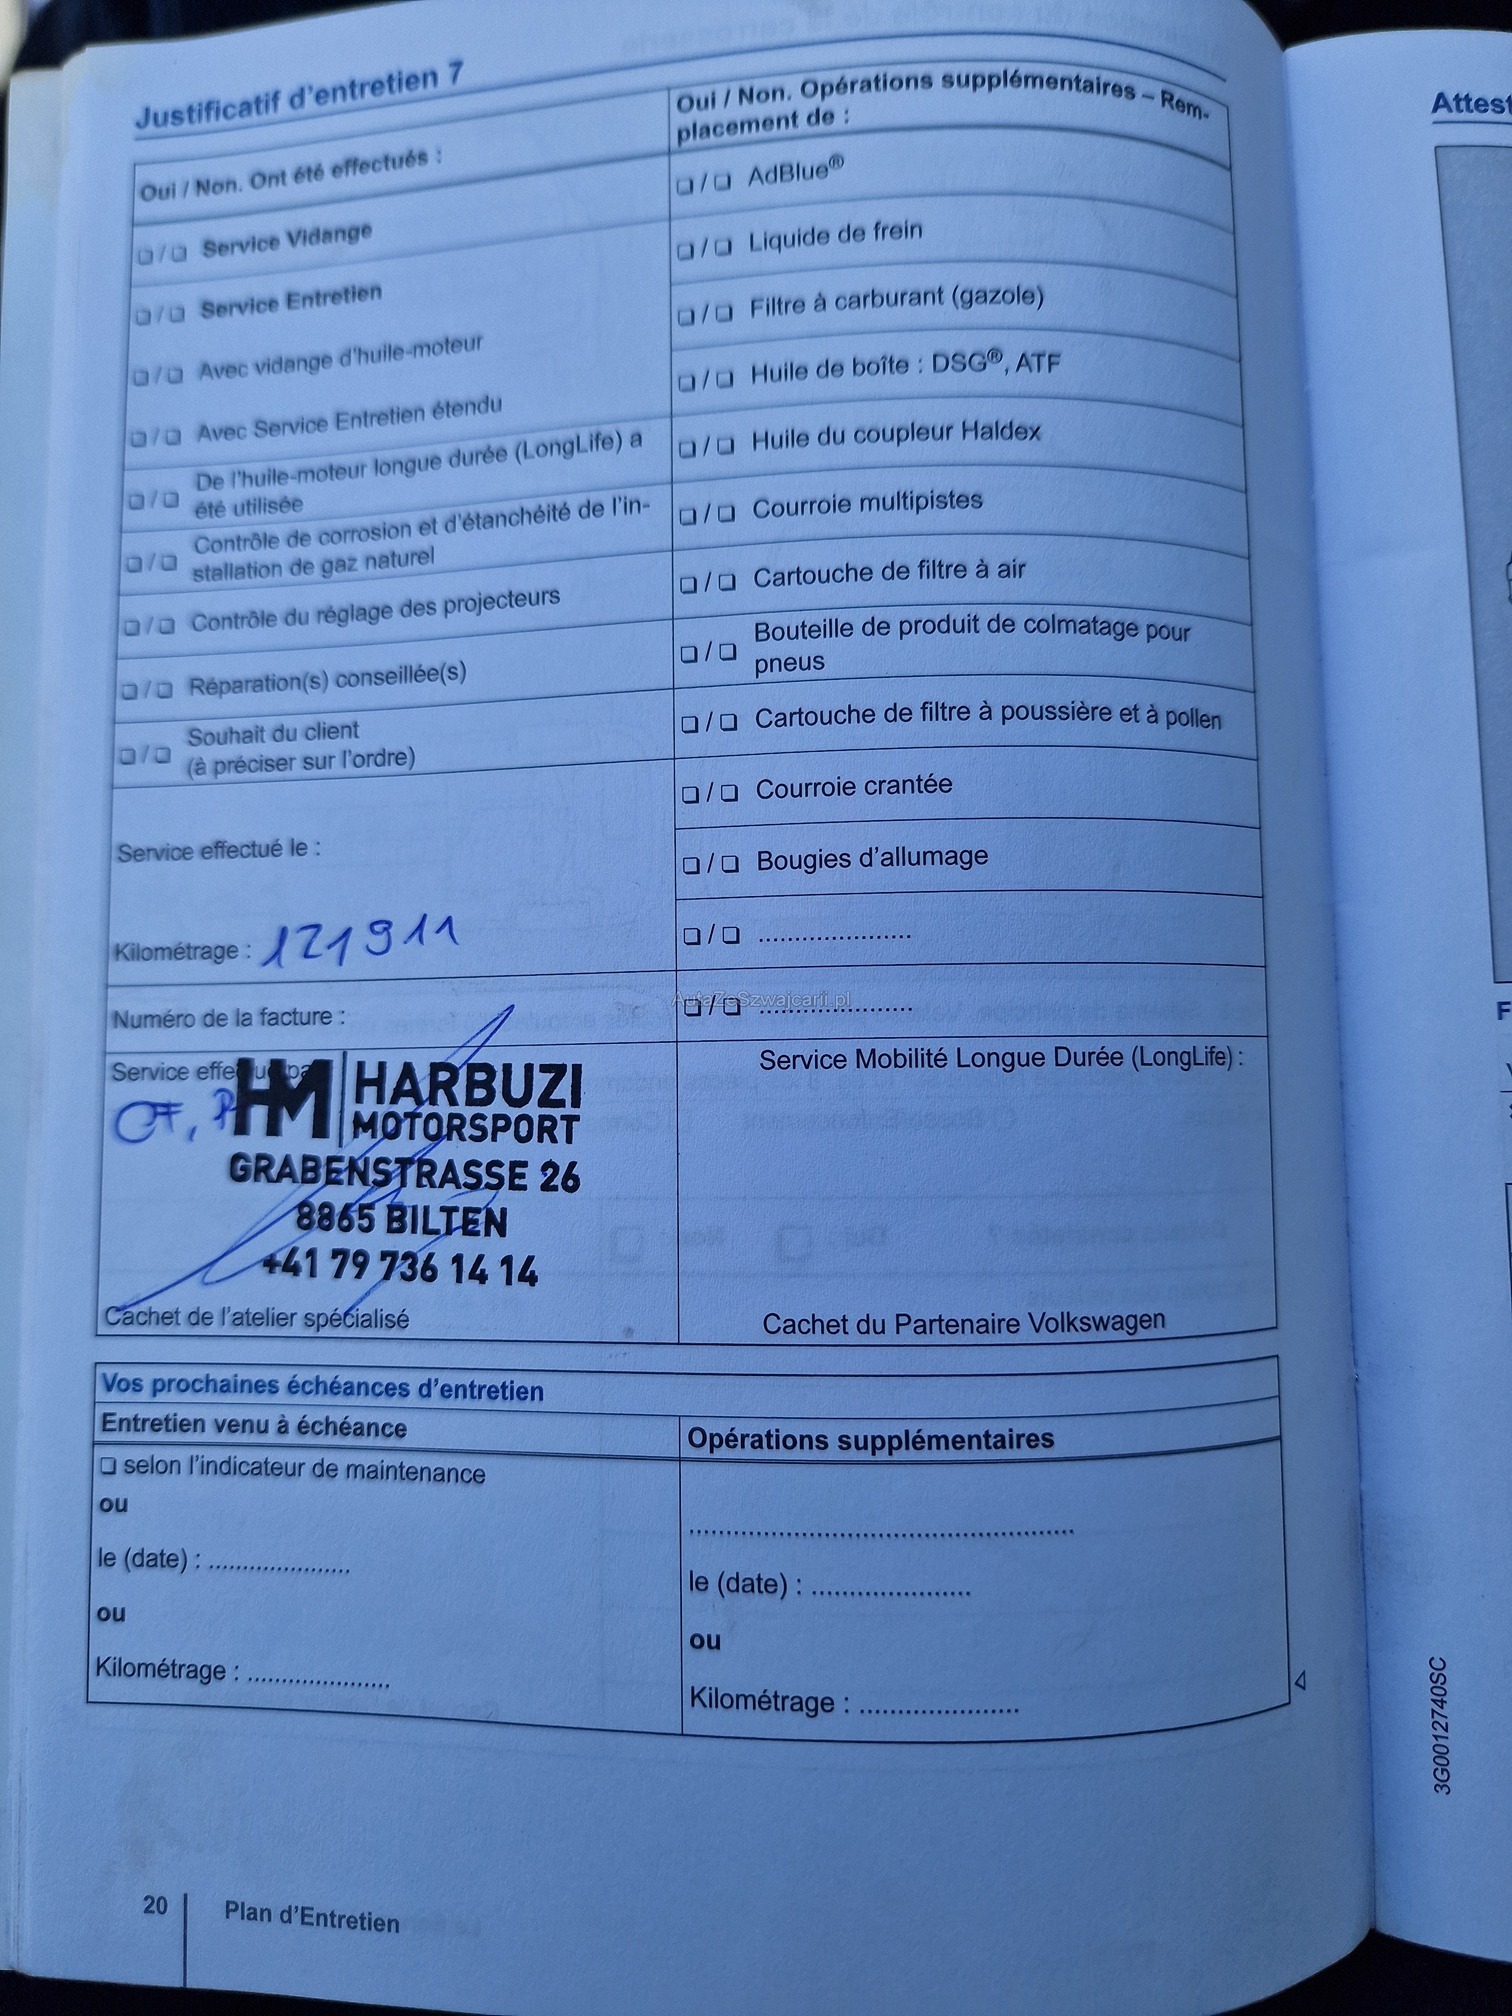 Justificatif d'entretien 7
Oui / Non. Ont été effectués :
❏ / ❏ Service Vidange
❏ / ❏ Service Entretien
❏ / ❏ Avec vidange d'huile-moteur
❏ / ❏ Avec Service Entretien étendu
❏ / ❏ De l'huile-moteur longue durée (LongLife) a
été utilisée
❏ / ❏ Contrôle de corrosion et d'étanchéité de l'in-
stallation de gaz naturel
❏ / ❏ Contrôle du réglage des projecteurs
❏ / ❏ Réparation(s) conseillée(s)
❏ / ❏ Souhait du client
(à préciser sur l'ordre)
Service effectué le :
Kilométrage : 121911
Numéro de la facture :
Service effectué pa
HM HARBUZI
MOTORSPORT
GRABENSTRASSE 26
8865 BILTEN
+41 79 736 14 14
Cachet de l'atelier spécialisé
Oui / Non. Opérations supplémentaires – Rem-
placement de :
❏ / ❏ AdBlue®
❏ / ❏ Liquide de frein
❏ / ❏ Filtre à carburant (gazole)
❏ / ❏ Huile de boîte : DSG®, ATF
❏ / ❏ Huile du coupleur Haldex
❏ / ❏ Courroie multipistes
❏ / ❏ Cartouche de filtre à air
❏ / ❏ Bouteille de produit de colmatage pour
pneus
❏ / ❏ Cartouche de filtre à poussière et à pollen
❏ / ❏ Courroie crantée
❏ / ❏ Bougies d'allumage
❏ / ❏ .....................
❏ / ❏ .....................
AutaZeSzwajcarii.pl
Service Mobilité Longue Durée (LongLife) :
Cachet du Partenaire Volkswagen
Vos prochaines échéances d'entretien
Entretien venu à échéance
❏ selon l'indicateur de maintenance
ou
le (date) : ....................
ou
Kilométrage : ....................
Opérations supplémentaires
....................................................
le (date) : .....................
ou
Kilométrage : .....................
20 Plan d'Entretien
Attest
3G0012740SC